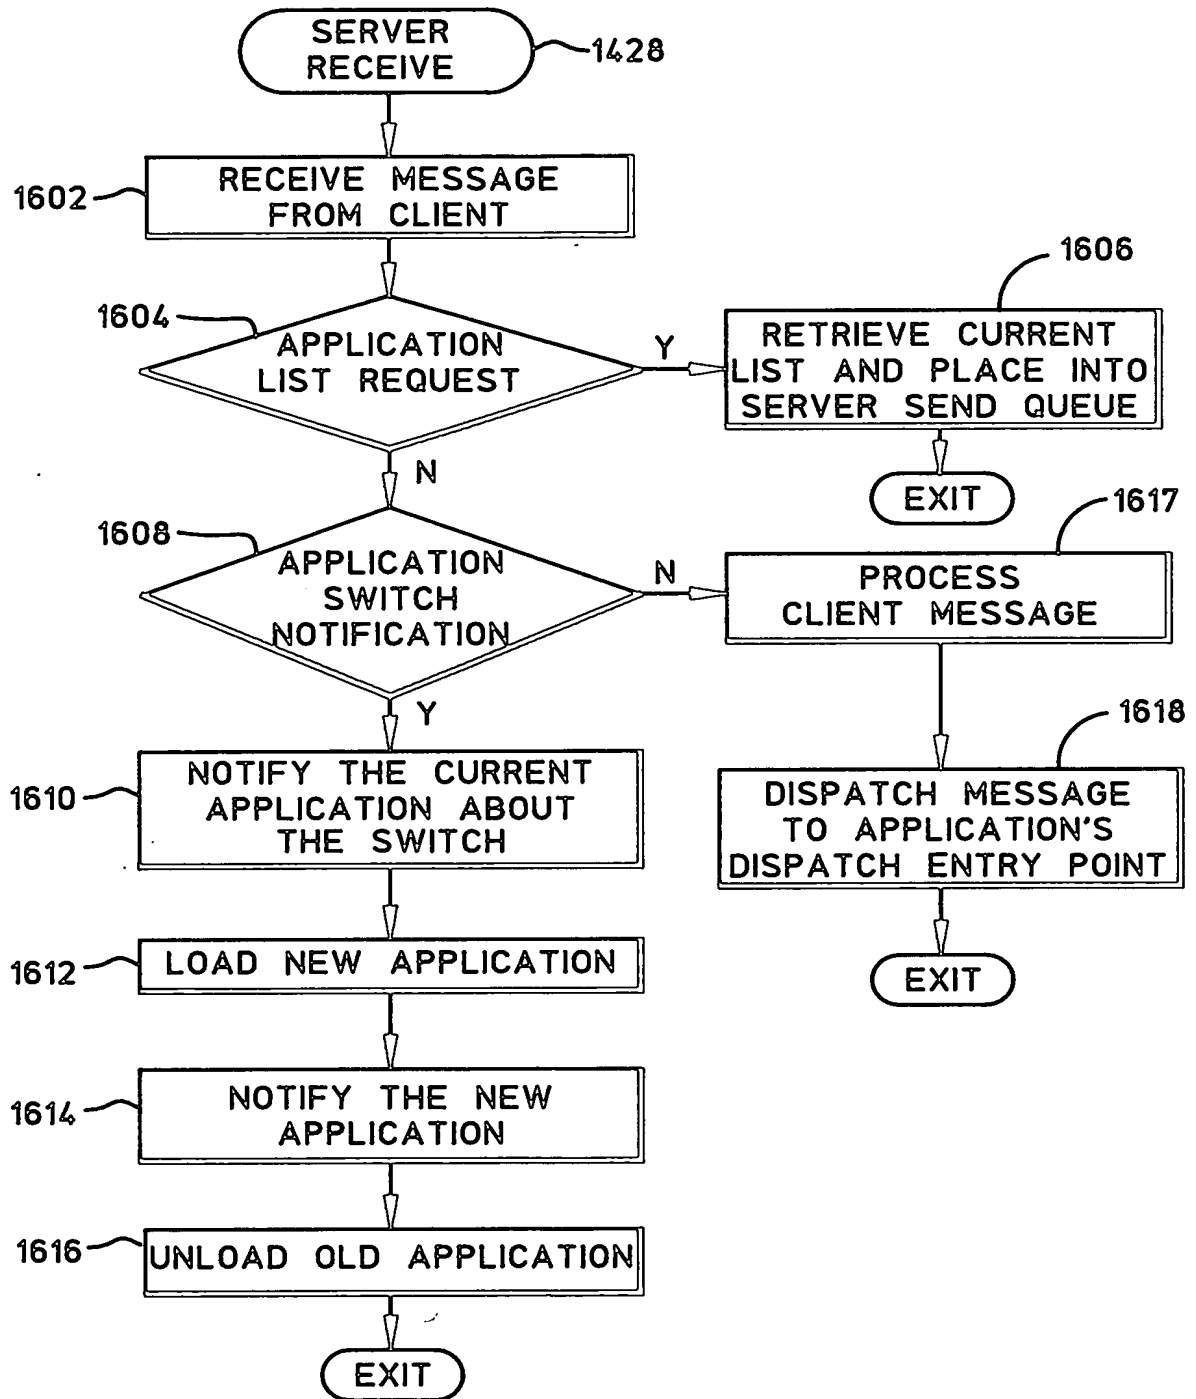 SERVER
RECEIVE
1428
1602
RECEIVE MESSAGE
FROM CLIENT
1604
APPLICATION
LIST REQUEST
Y
1606
RETRIEVE CURRENT
LIST AND PLACE INTO
SERVER SEND QUEUE
EXIT
N
1608
APPLICATION
SWITCH
NOTIFICATION
N
1617
PROCESS
CLIENT MESSAGE
Y
1618
DISPATCH MESSAGE
TO APPLICATION'S
DISPATCH ENTRY POINT
EXIT
1610
NOTIFY THE CURRENT
APPLICATION ABOUT
THE SWITCH
1612
LOAD NEW APPLICATION
1614
NOTIFY THE NEW
APPLICATION
1616
UNLOAD OLD APPLICATION
EXIT